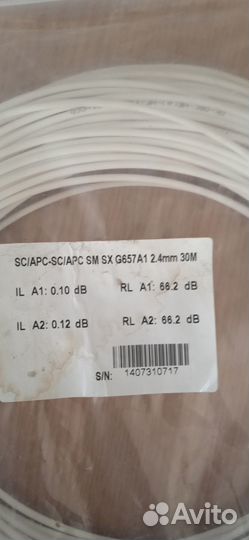 SC/APC-SC/APC SM SX G657A1 2.4mm 30M
IL A1: 0.10 dB RL A1: 66.2 dB
IL A2: 0.12 dB RL A2: 66.2 dB
S/N: 1407310717
Avito